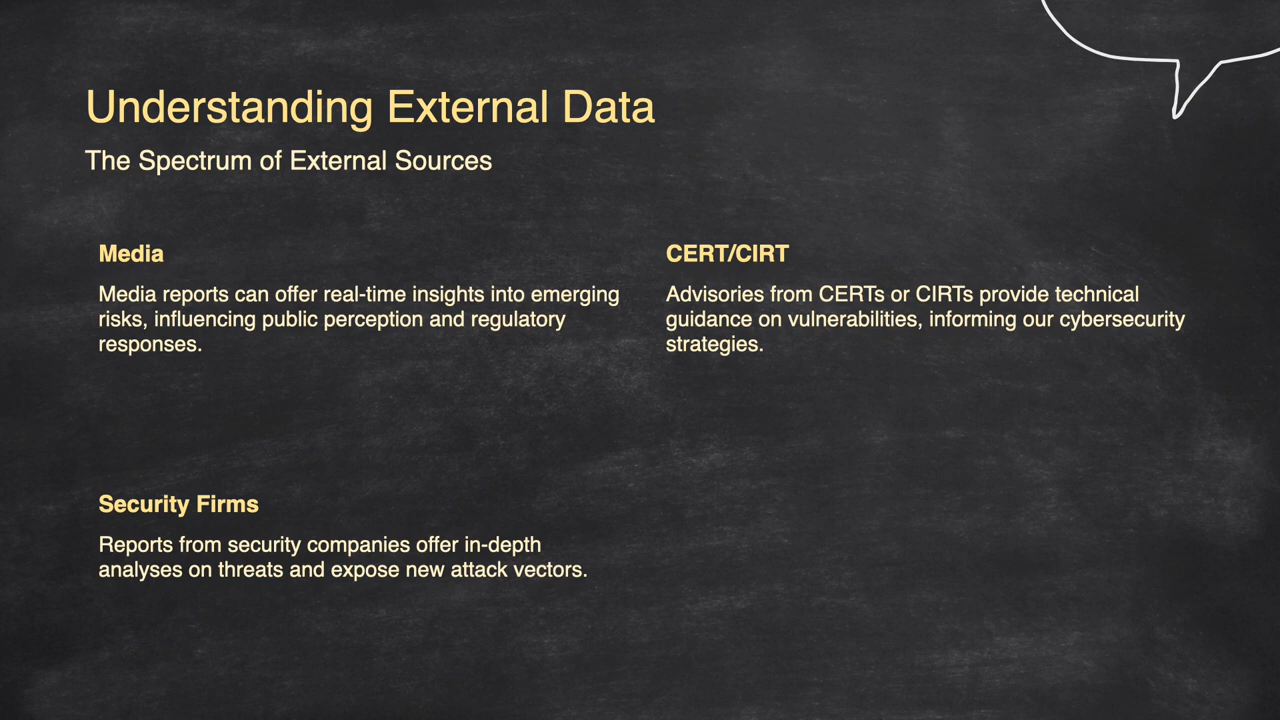 Understanding External Data
The Spectrum of External Sources
Media
Media reports can offer real-time insights into emerging
risks, influencing public perception and regulatory
responses.
CERT/CIRT
Advisories from CERTs or CIRTs provide technical
guidance on vulnerabilities, informing our cybersecurity
strategies.
Security Firms
Reports from security companies offer in-depth
analyses on threats and expose new attack vectors.